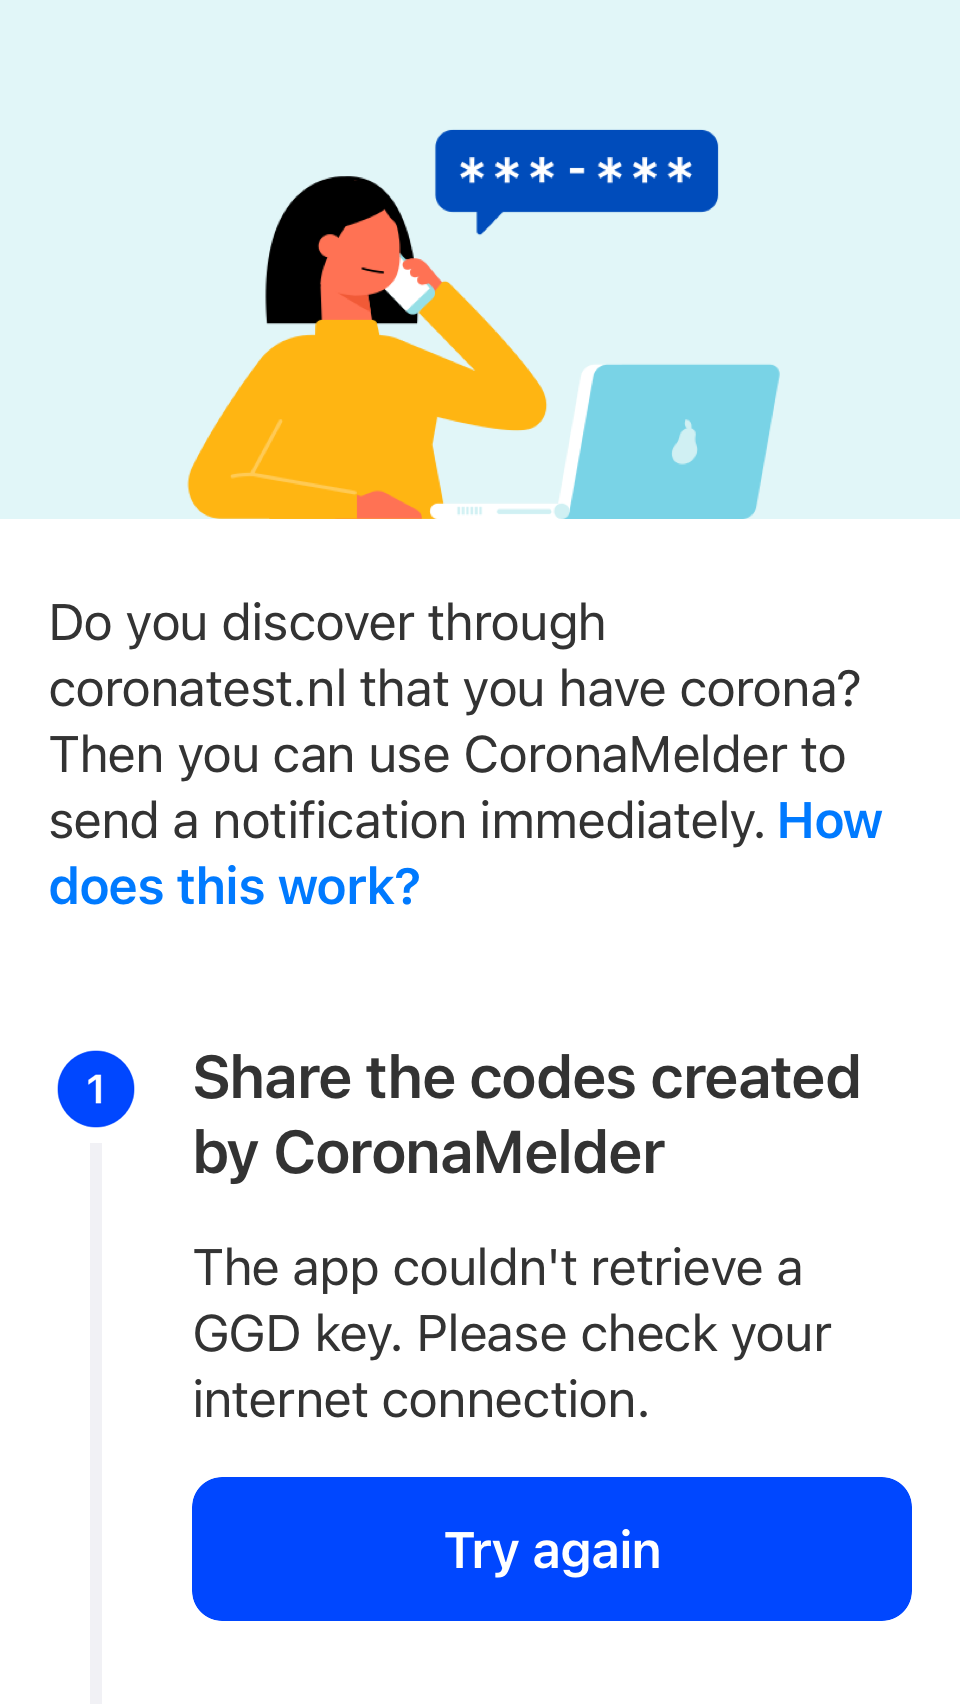 ***-***
Do you discover through
coronatest.nl that you have corona?
Then you can use CoronaMelder to
send a notification immediately. How
does this work?
1
Share the codes created
by CoronaMelder
The app couldn't retrieve a
GGD key. Please check your
internet connection.
Try again